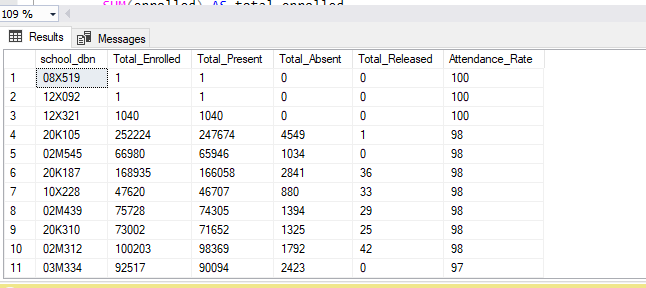 SUM(enrolled) AS total_enrolled
109 %
Results Messages
school_dbn Total_Enrolled Total_Present Total_Absent Total_Released Attendance_Rate
1 08X519 1 1 0 0 100
2 12X092 1 1 0 0 100
3 12X321 1040 1040 0 0 100
4 20K105 252224 247674 4549 1 98
5 02M545 66980 65946 1034 0 98
6 20K187 168935 166058 2841 36 98
7 10X228 47620 46707 880 33 98
8 02M439 75728 74305 1394 29 98
9 20K310 73002 71652 1325 25 98
10 02M312 100203 98369 1792 42 98
11 03M334 92517 90094 2423 0 97